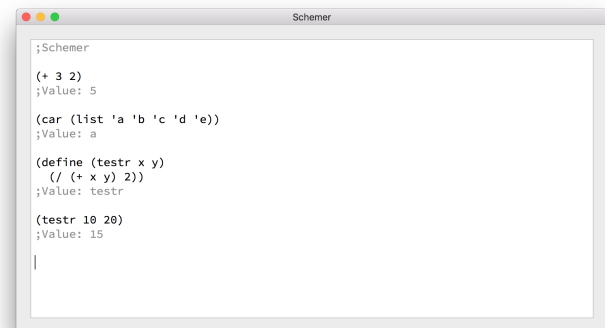 Schemer
;Schemer
(+ 3 2)
;Value: 5
(car (list 'a 'b 'c 'd 'e))
;Value: a
(define (testr x y)
  (/ (+ x y) 2))
;Value: testr
(testr 10 20)
;Value: 15